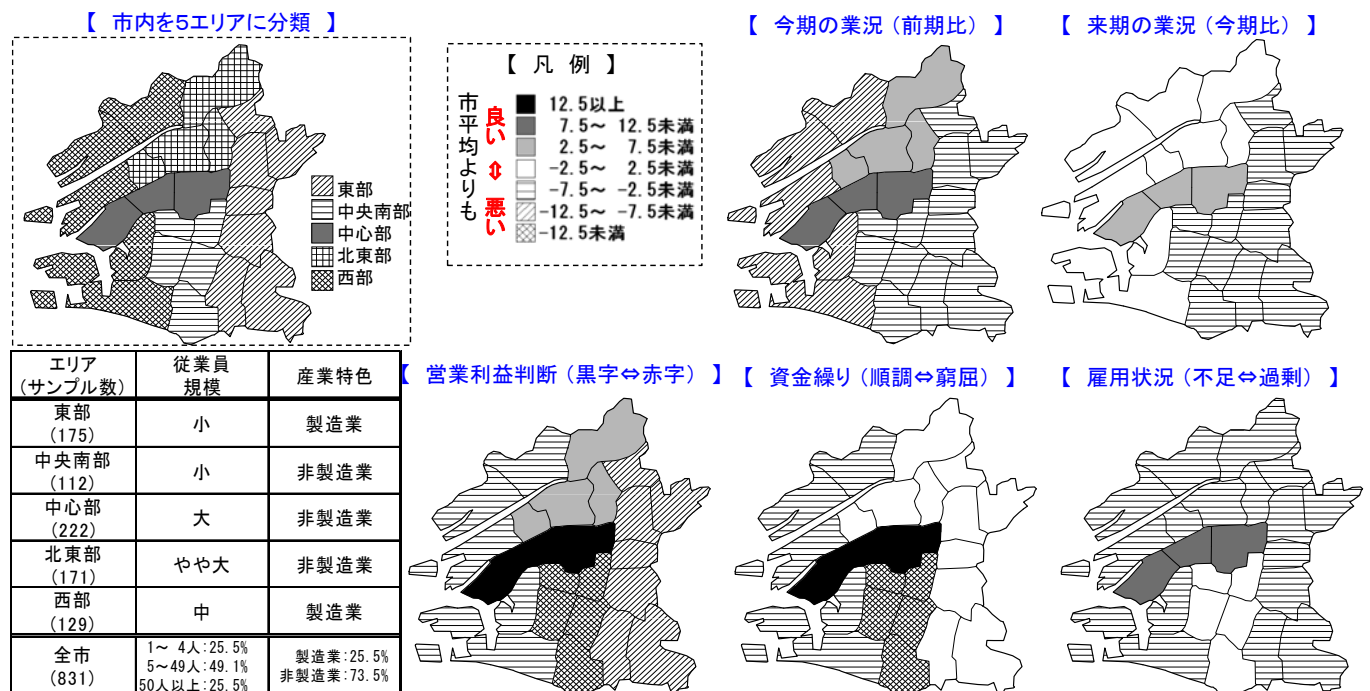 【 市内を5エリアに分類 】
東部
中央南部
中心部
北東部
西部
【 凡 例 】
市平均よりも
良い ⇔ 悪い
12.5以上
7.5~ 12.5未満
2.5~ 7.5未満
-2.5~ 2.5未満
-7.5~ -2.5未満
-12.5~ -7.5未満
-12.5未満
【 今期の業況(前期比) 】
【 来期の業況(今期比) 】
エリア
(サンプル数)
従業員
規模
産業特色
東部
(175)
小
製造業
中央南部
(112)
小
非製造業
中心部
(222)
大
非製造業
北東部
(171)
やや大
非製造業
西部
(129)
中
製造業
全市
(831)
1~ 4人:25.5%
5~49人:49.1%
50人以上:25.5%
製造業:25.5%
非製造業:73.5%
【 営業利益判断(黒字⇔赤字) 】
【 資金繰り(順調⇔窮屈) 】
【 雇用状況(不足⇔過剰) 】